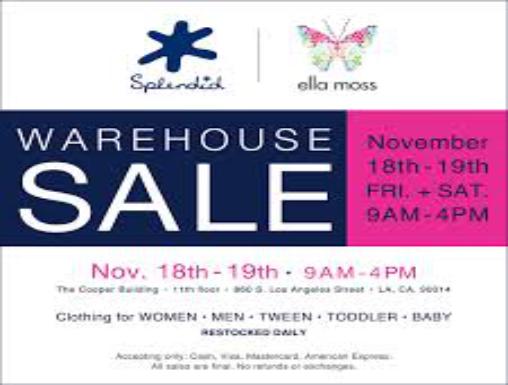 Splendid
ella moss
WAREHOUSE
SALE
November
18th - 19th
FRI. + SAT.
9AM - 4PM
Nov. 18th - 19th • 9AM - 4PM
The Cooper Building • 11th floor • 860 S. Los Angeles Street • LA, CA, 90014
Clothing for WOMEN • MEN • TWEEN • TODDLER • BABY
RESTOCKED DAILY
Accepting only: Cash, Visa, Mastercard, American Express.
All sales are final. No refunds or exchanges.